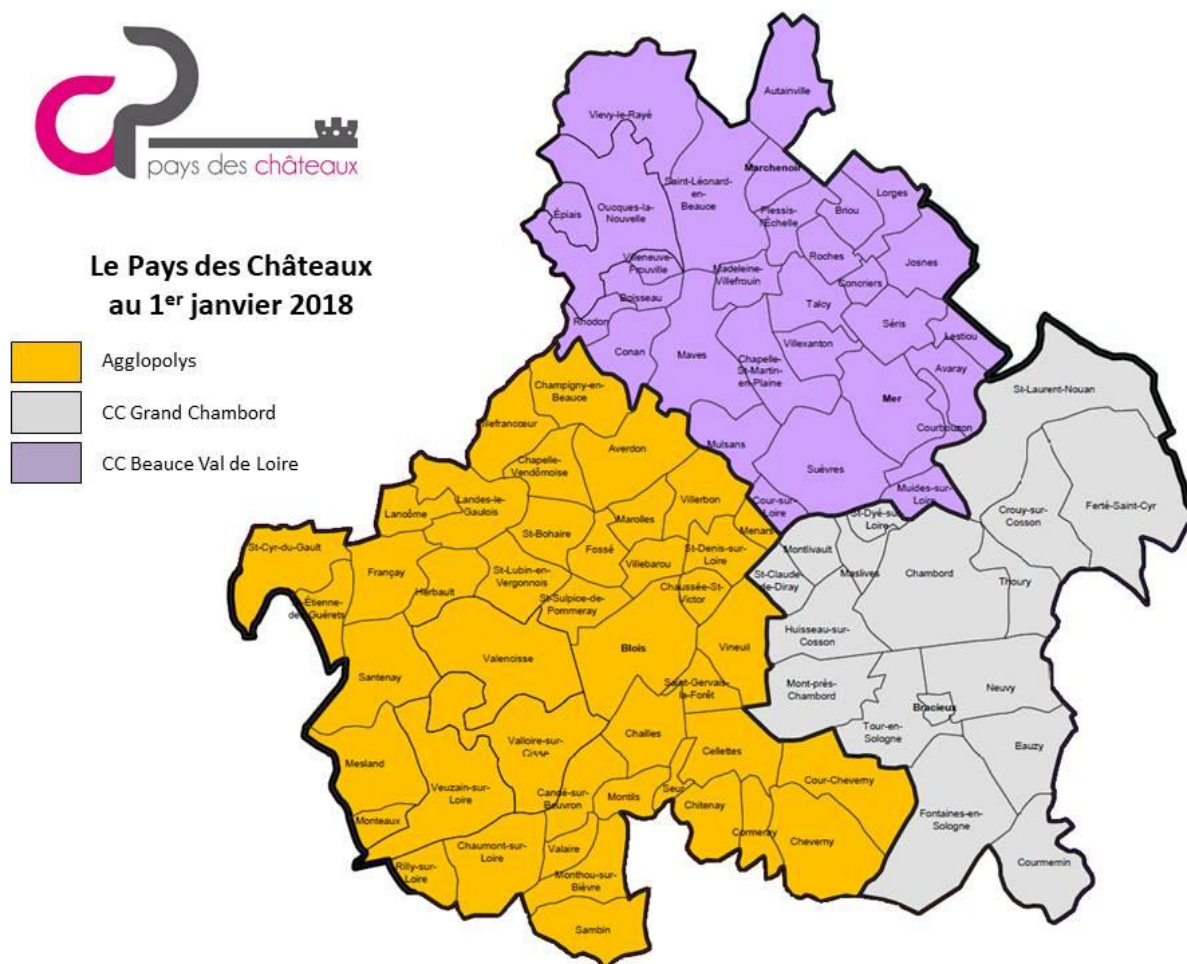 pays des châteaux
Le Pays des Châteaux
au 1er janvier 2018
Agglopolys
CC Grand Chambord
CC Beauce Val de Loire
Autainville
Vievy-le-Rayé
Marchenoir
Saint-Léonard-
en-
Beauce
Lorges
Plessis-
l'Échelle
Briou
Oucques-la-
Nouvelle
Épiais
Roches
Josnes
Villeneuve-
Frouville
Madeleine-
Villefrouin
Concriers
Boisseau
Talcy
Séris
Rhodon
Lestiou
Conan
Maves
Villexanton
Chapelle-
St-Martin-
en-Plaine
Avaray
Mer
Courbouzon
Mulsans
Suèvres
Muides-sur-
Loire
Cour-sur-
Loire
St-Laurent-Nouan
Ferté-Saint-Cyr
Crouy-sur-
Cosson
St-Dyé-sur-
Loire
Montlivault
Maslives
Chambord
Thoury
St-Claude-
de-Diray
Huisseau-sur-
Cosson
Mont-près-
Chambord
Neuvy
Bracieux
Tour-en-
Sologne
Bauzy
Fontaines-en-
Sologne
Courmemin
Champigny-en-
Beauce
Averdon
Chapelle-
Vendômoise
Landes-le-
Gaulois
Lancôme
Villerbon
Marolles
Menars
St-Bohaire
Fossé
Villebarou
St-Denis-sur-
Loire
St-Cyr-du-Gault
Françay
Herbault
St-Lubin-en-
Vergonnois
St-Sulpice-de-
Pommeray
Chaussée-St-
Victor
Blois
Vineuil
Valencisse
Santenay
Saint-Gervais-
la-Forêt
Chailles
Cellettes
Valloire-sur-
Cisse
Mesland
Veuzain-sur-
Loire
Candé-sur-
Beuvron
Montils
Seur
Chitenay
Cour-Cheverny
Cormeray
Cheverny
Monteaux
Chaumont-sur-
Loire
Valaire
Rilly-sur-
Loire
Monthou-sur-
Bièvre
Sambin